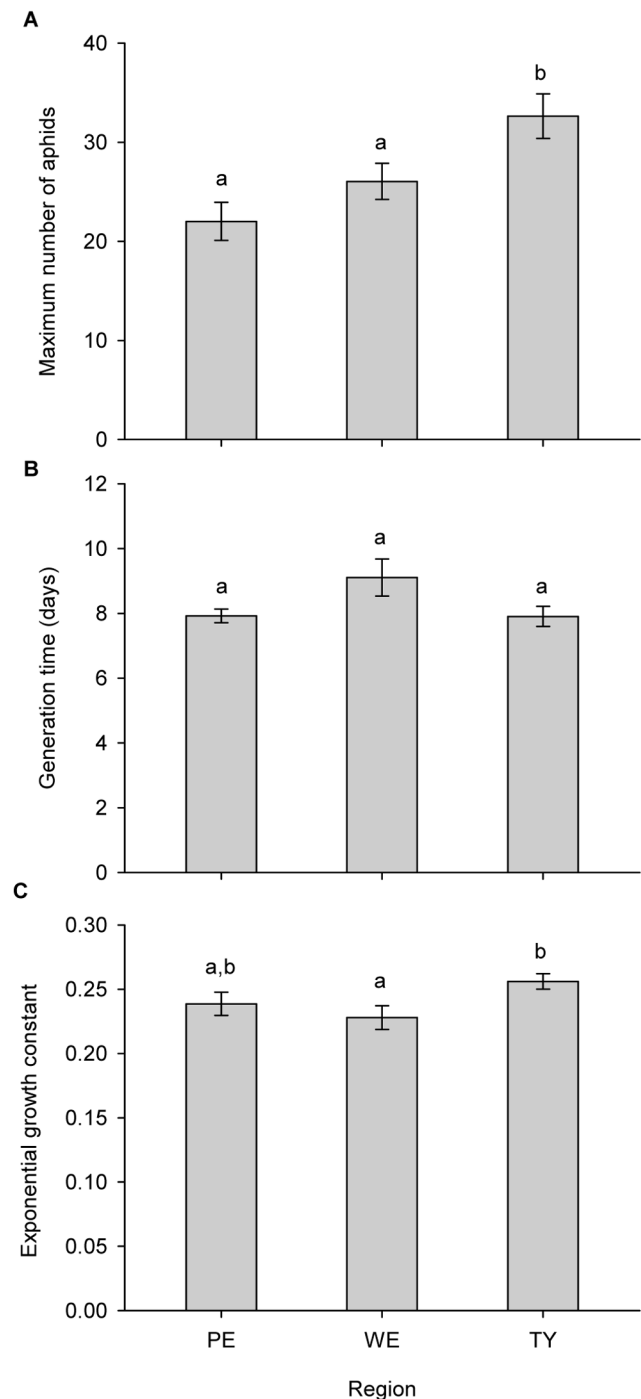 A
Maximum number of aphids
40
30
20
10
0
a
a
b
B
Generation time (days)
12
10
8
6
4
2
0
a
a
a
C
Exponential growth constant
0.30
0.25
0.20
0.15
0.10
0.05
0.00
a,b
a
b
PE WE TY
Region